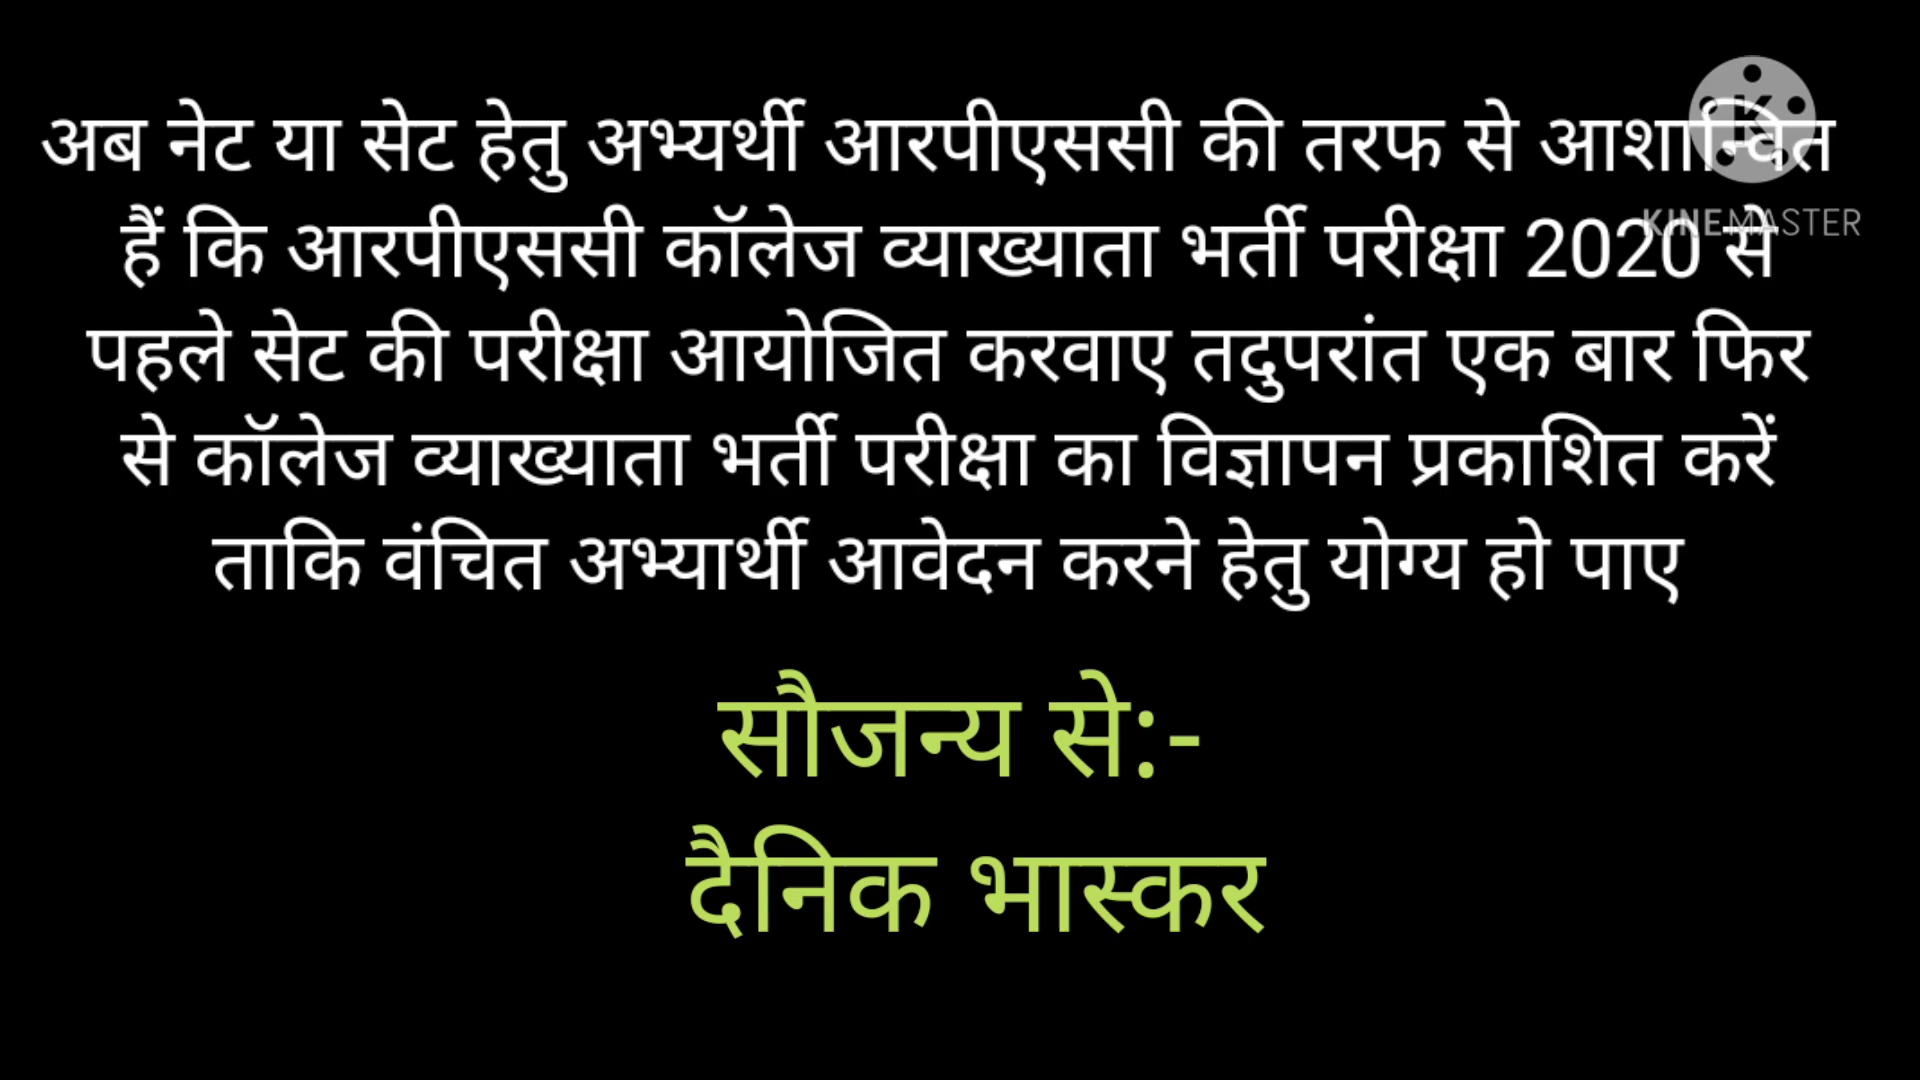 अब नेट या सेट हेतु अभ्यर्थी आरपीएससी की तरफ से आशान्वित
हैं कि आरपीएससी कॉलेज व्याख्याता भर्ती परीक्षा 2020 से
पहले सेट की परीक्षा आयोजित करवाए तदुपरांत एक बार फिर
से कॉलेज व्याख्याता भर्ती परीक्षा का विज्ञापन प्रकाशित करें
ताकि वंचित अभ्यार्थी आवेदन करने हेतु योग्य हो पाए
सौजन्य से:-
दैनिक भास्कर
K
KINEMASTER